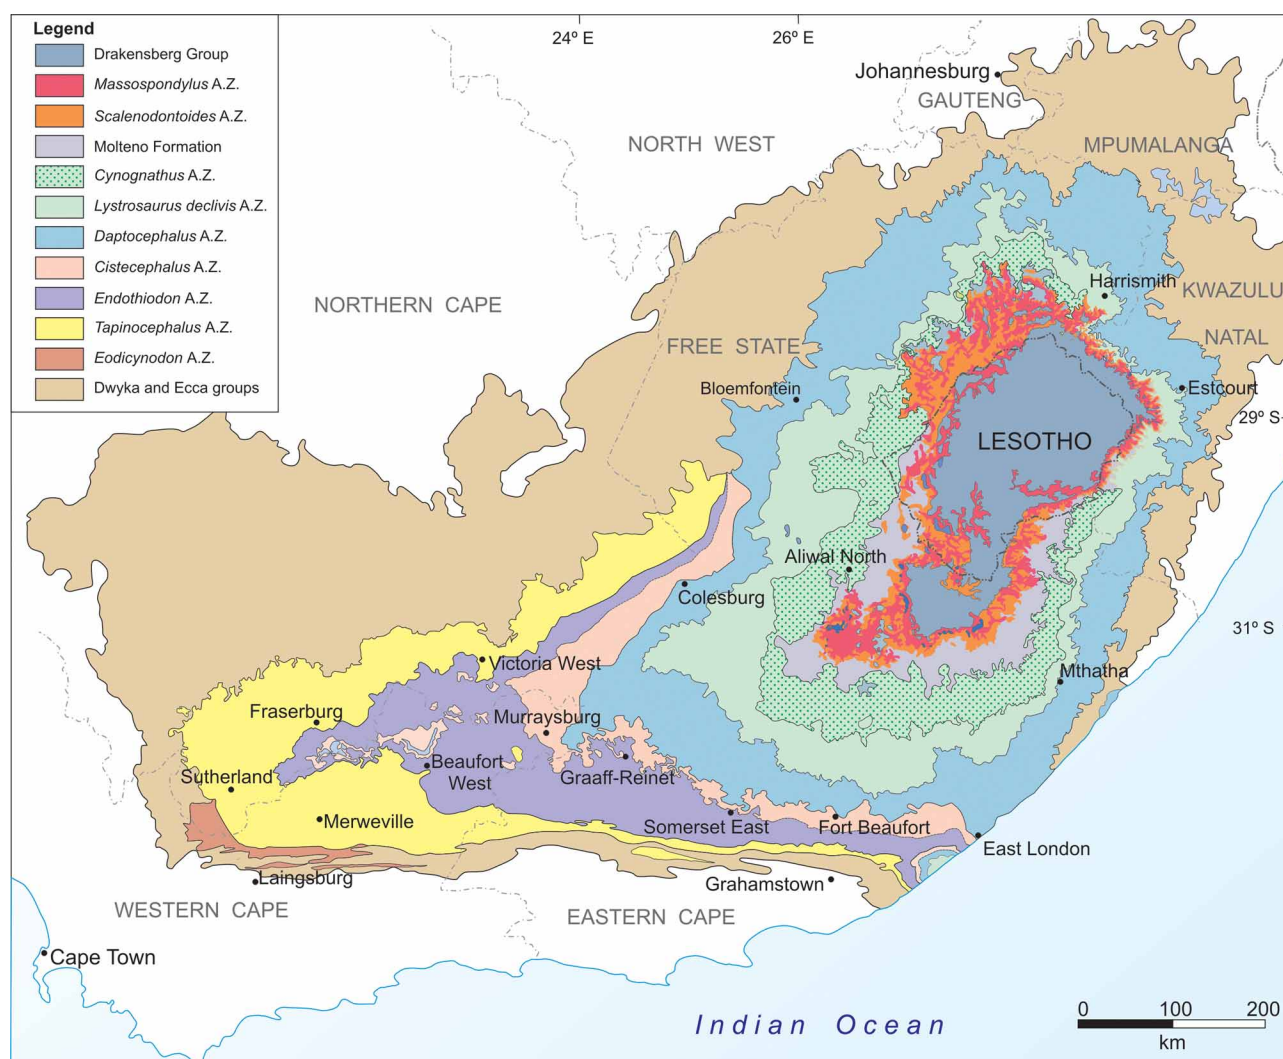 Legend
Drakensberg Group
Massospondylus A.Z.
Scalenodontoides A.Z.
Molteno Formation
Cynognathus A.Z.
Lystrosaurus declivis A.Z.
Daptocephalus A.Z.
Cistecephalus A.Z.
Endothiodon A.Z.
Tapinocephalus A.Z.
Eodicynodon A.Z.
Dwyka and Ecca groups
24º E
26º E
Johannesburg
GAUTENG
NORTH WEST
MPUMALANGA
NORTHERN CAPE
Harrismith
KWAZULU
NATAL
FREE STATE
Bloemfontein
Estcourt
29º S
LESOTHO
Aliwal North
Colesburg
31º S
Victoria West
Mthatha
Fraserburg
Murraysburg
Sutherland
Beaufort
West
Graaff-Reinet
Merweville
Somerset East
Fort Beaufort
East London
Laingsburg
Grahamstown
WESTERN CAPE
EASTERN CAPE
Cape Town
Indian Ocean
0 100 200
km